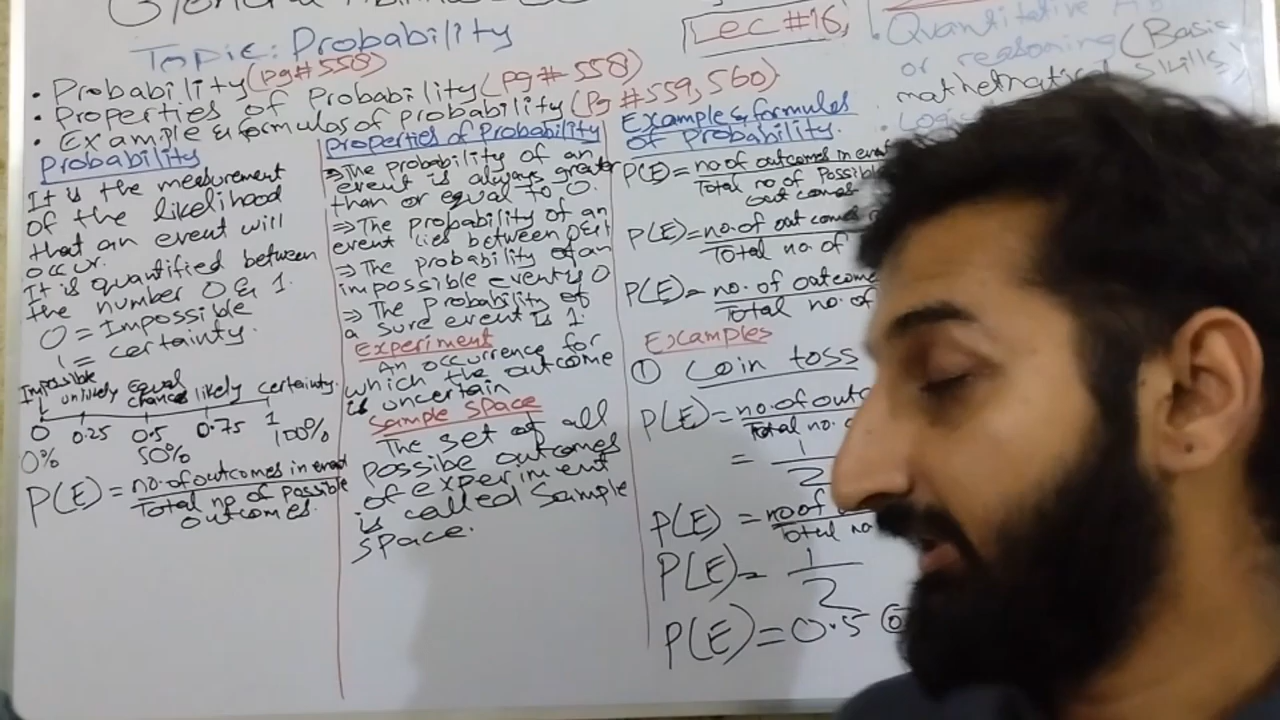 General
Topic: Probability
Lec #16
Quantitative
or reasoning (Basic
mathematical skills)
• Probability (pg# 558)
• Properties of Probability (pg# 558)
• Example & formulas of probability (Pg #559, 560)
Probability
It is the measurement
of the likelihood
that an event will
occur.
It is quantified between
the number 0 & 1.
0 = Impossible
1 = certainty.
Impossible unlikely Equal chances likely certainty.
0 0.25 0.5 0.75 1
0% 50% 100%
P(E) = no. of outcomes in event
Total no of possible
outcomes.
Properties of Probability
⇒ The probability of an
event is always greater
than or equal to 0.
⇒ The probability of an
event lies between 0 & 1
⇒ The probability of an
impossible event is 0
⇒ The probability of
a sure event is 1.
Experiment
An occurrence for
which the outcome
is uncertain
Sample Space
The set of all
possibe outcomes
of experiment
is called Sample
Space.
Example & formulas
of Probability.
P(E) = no of outcomes in
Total no of Possible
out comes
P(E) = no. of out comes
Total no. of
P(E) = no. of outcome
Total no. of
Examples
① Coin toss
P(E) = no. of
Total no.
= 1
2
P(E) = no of
Total no
P(E) = 1
2
P(E) = 0.5